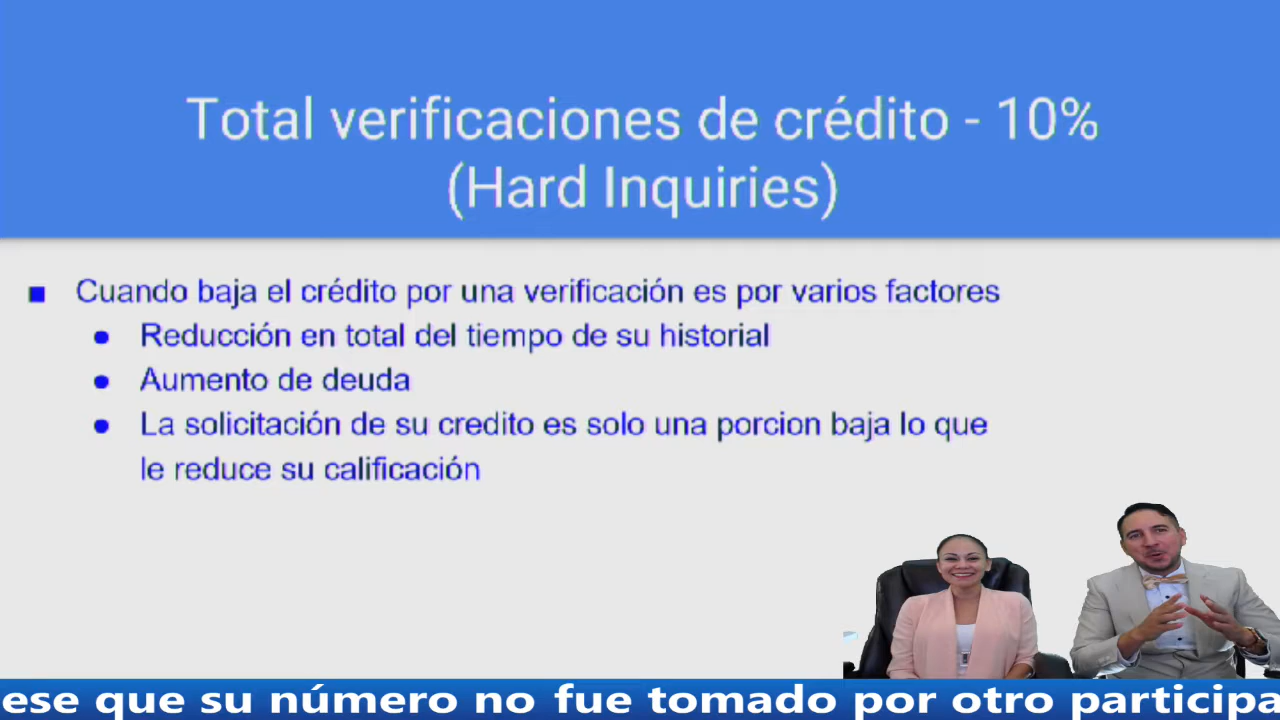 Total verificaciones de crédito - 10%
(Hard Inquiries)
Cuando baja el crédito por una verificación es por varios factores
Reducción en total del tiempo de su historial
Aumento de deuda
La solicitación de su credito es solo una porcion baja lo que
le reduce su calificación
ese que su número no fue tomado por otro participa